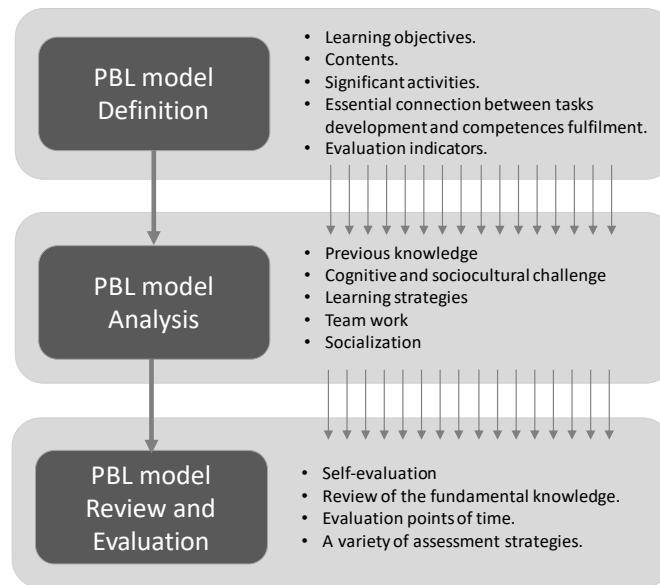 PBL model
Definition
• Learning objectives.
• Contents.
• Significant activities.
• Essential connection between tasks
development and competences fulfilment.
• Evaluation indicators.
PBL model
Analysis
• Previous knowledge
• Cognitive and sociocultural challenge
• Learning strategies
• Team work
• Socialization
PBL model
Review and
Evaluation
• Self-evaluation
• Review of the fundamental knowledge.
• Evaluation points of time.
• A variety of assessment strategies.